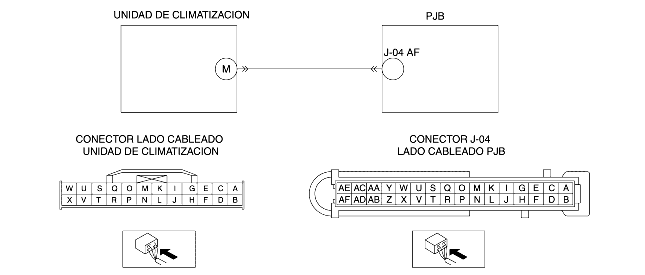 UNIDAD DE CLIMATIZACION
PJB
J-04 AF
M
CONECTOR LADO CABLEADO
UNIDAD DE CLIMATIZACION
CONECTOR J-04
LADO CABLEADO PJB
W U S Q O M K I G E C A
X V T R P N L J H F D B
AE AC AA Y W U S Q O M K I G E C A
AF AD AB Z X V T R P N L J H F D B